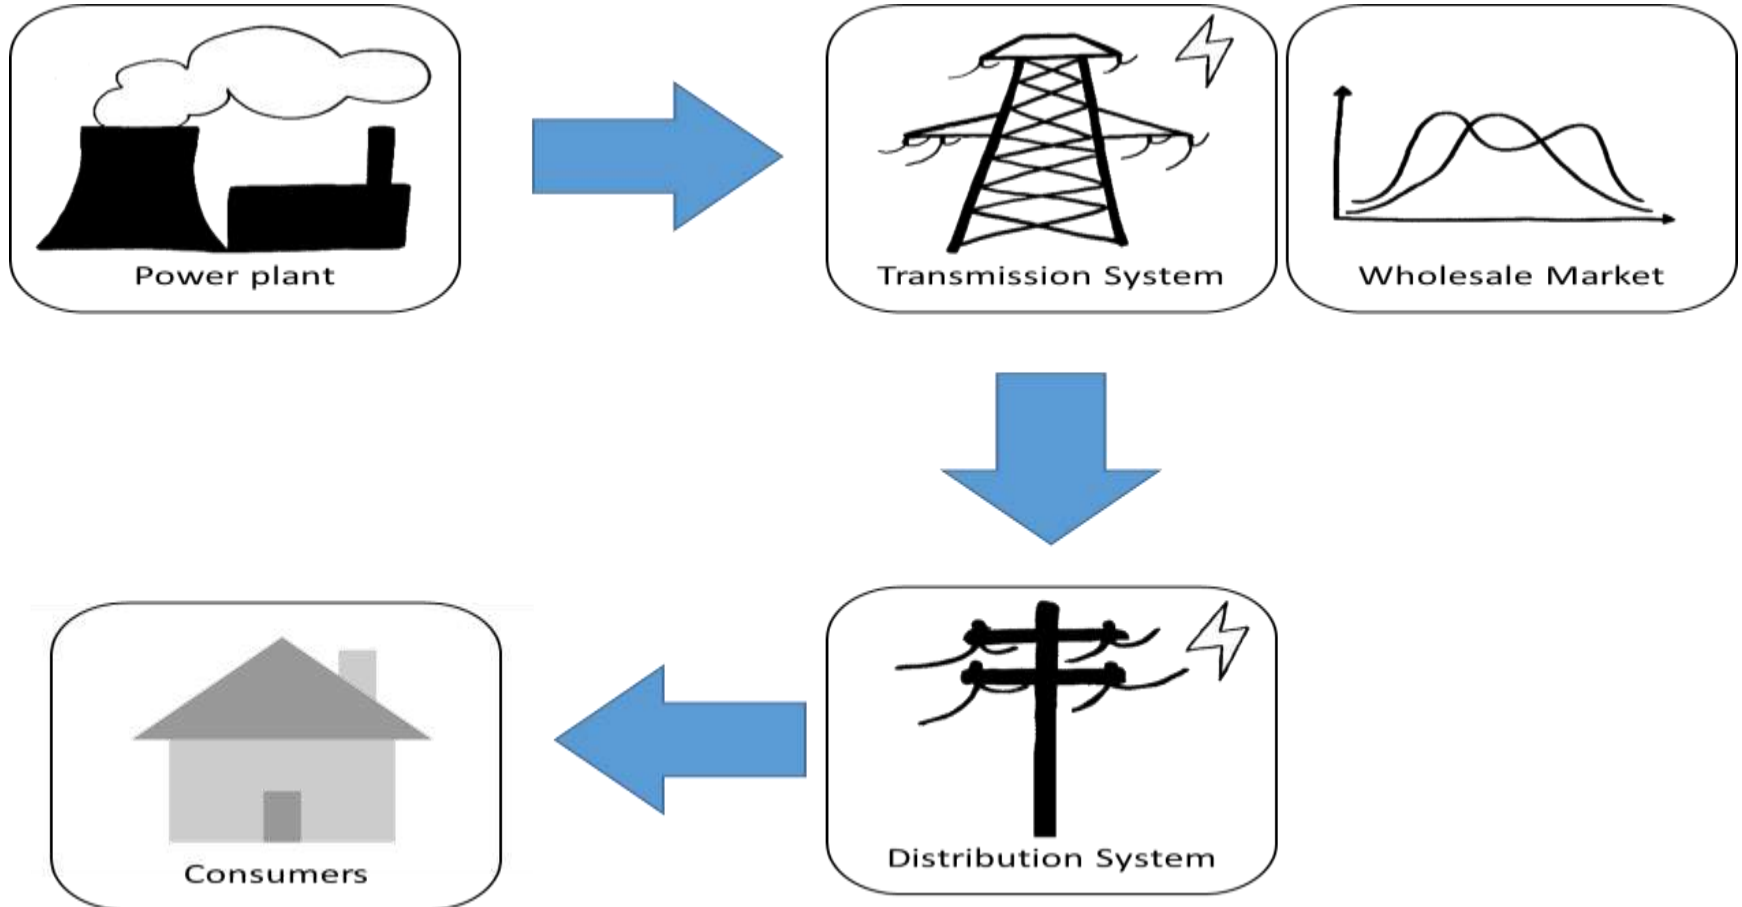 Power plant
Transmission System
Wholesale Market
Distribution System
Consumers